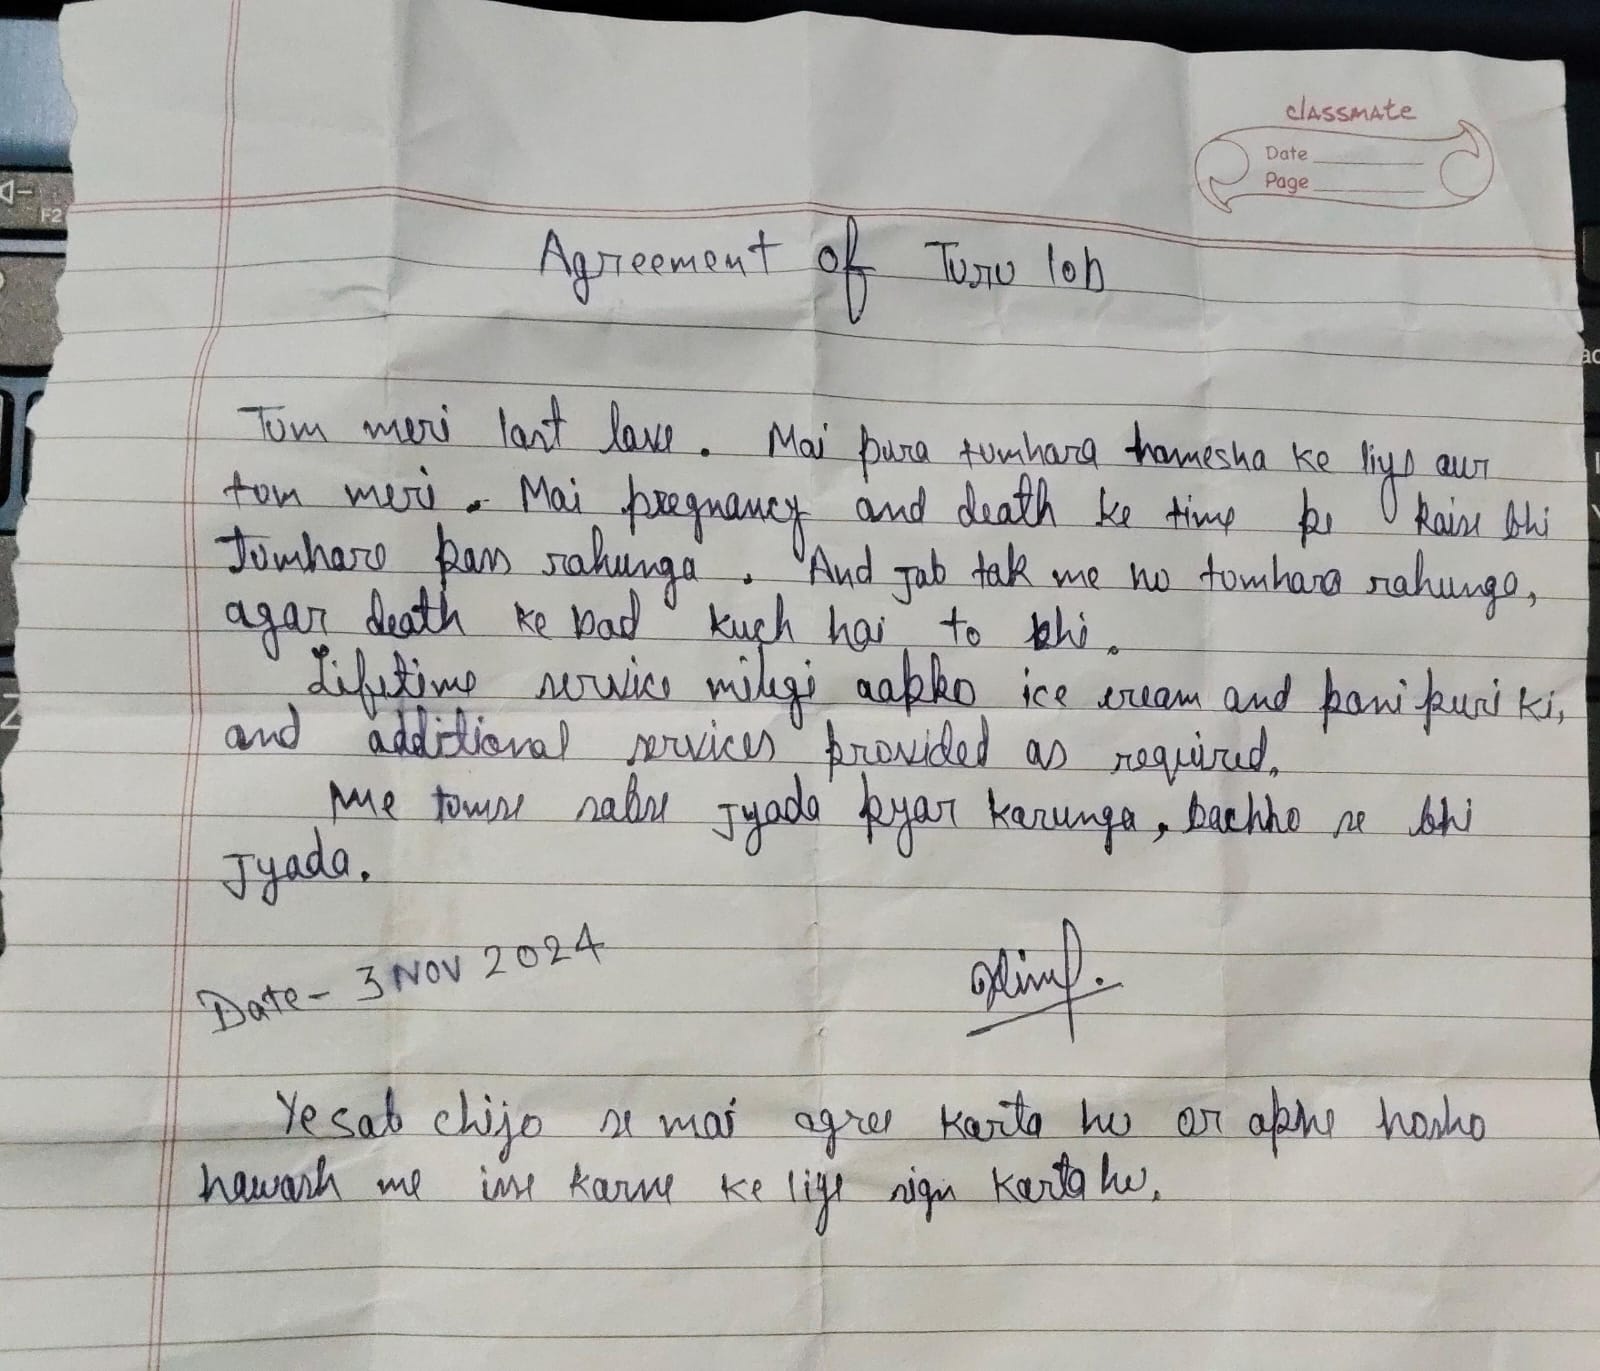 classmate
Date
Page
Agreement of Turu lob
Tum meri last love. Mai pura tumhara hamesha ke liye aur
tum meri. Mai pregnancy and death ke time pe kaise bhi
tumhare pass rahunga. And jab tak me hu tumhara rahunga,
agar death ke bad kuch hai to bhi.
Lifetime service milegi aapko ice cream and pani puri ki,
and additional services provided as required.
Me tumse sabse jyada pyar karunga, bachho se bhi
jyada.
Date - 3 NOV 2024
Ye sab chijo se mai agree karta hu or apne hosho
hawash me ise karne ke liye sign karta hu.
F2